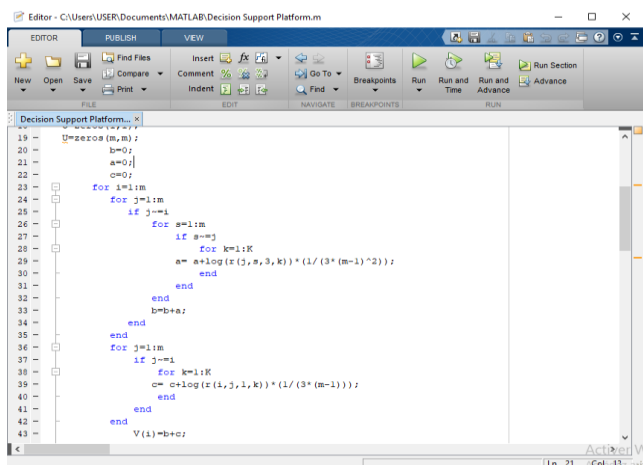 Editor - C:\Users\USER\Documents\MATLAB\Decision Support Platform.m
EDITOR PUBLISH VIEW
New Open Save
Find Files
Compare
Print
FILE
Insert fx
Comment
Indent
EDIT
Go To
Find
NAVIGATE
Breakpoints
BREAKPOINTS
Run
Run and Time
Run and Advance
Run Section
Advance
RUN
Decision Support Platform...
19 - U=zeros(m,m);
20 - b=0;
21 - a=0;
22 - c=0;
23 - for i=1:m
24 - for j=1:m
25 - if j~=i
26 - for s=1:m
27 - if s~=j
28 - for k=1:K
29 - a= a+log(r(j,s,3,k))*(1/(3*(m-1)^2));
30 - end
31 - end
32 - end
33 - b=b+a;
34 - end
35 - end
36 - for j=1:m
37 - if j~=i
38 - for k=1:K
39 - c= c+log(r(i,j,1,k))*(1/(3*(m-1)));
40 - end
41 - end
42 - end
43 - V(i)=b+c;
Ln 21 Col 13